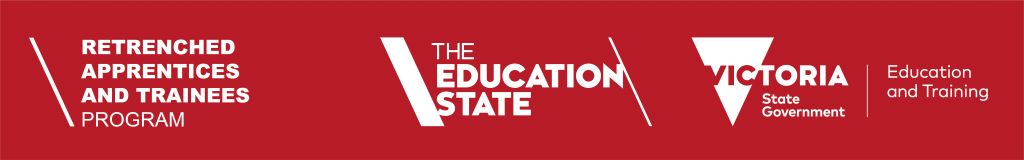 RETRENCHED
APPRENTICES
AND TRAINEES
PROGRAM
THE
EDUCATION
STATE
VICTORIA
State
Government
Education
and Training